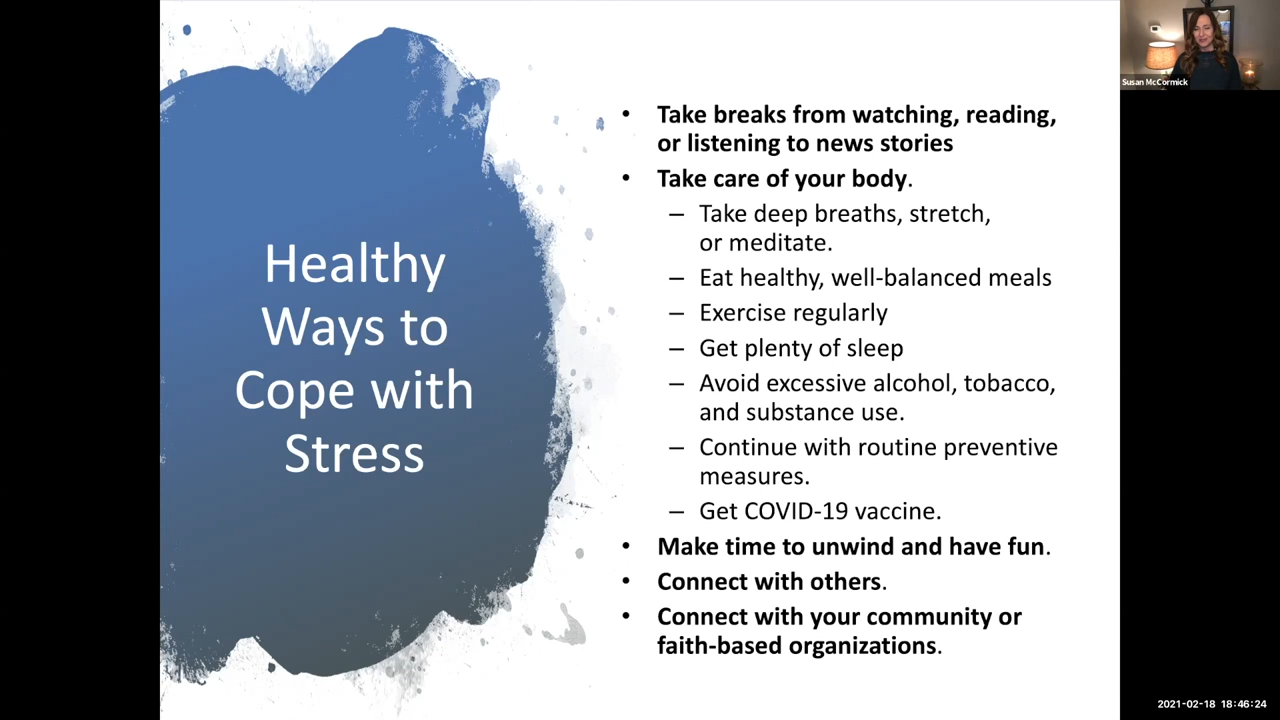 Healthy
Ways to
Cope with
Stress
• Take breaks from watching, reading,
or listening to news stories
• Take care of your body.
– Take deep breaths, stretch,
or meditate.
– Eat healthy, well-balanced meals
– Exercise regularly
– Get plenty of sleep
– Avoid excessive alcohol, tobacco,
and substance use.
– Continue with routine preventive
measures.
– Get COVID-19 vaccine.
• Make time to unwind and have fun.
• Connect with others.
• Connect with your community or
faith-based organizations.
Susan McCormick
2021-02-18 18:46:24